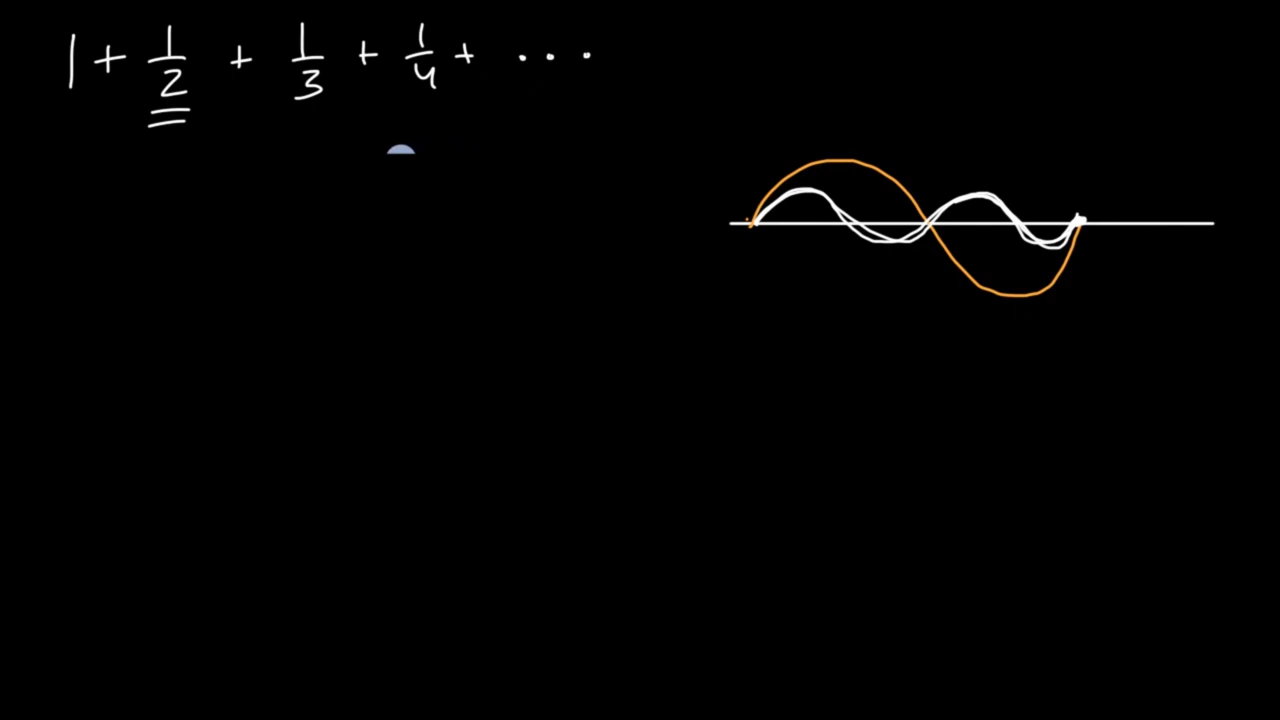 1 + 1/2 + 1/3 + 1/4 + ...